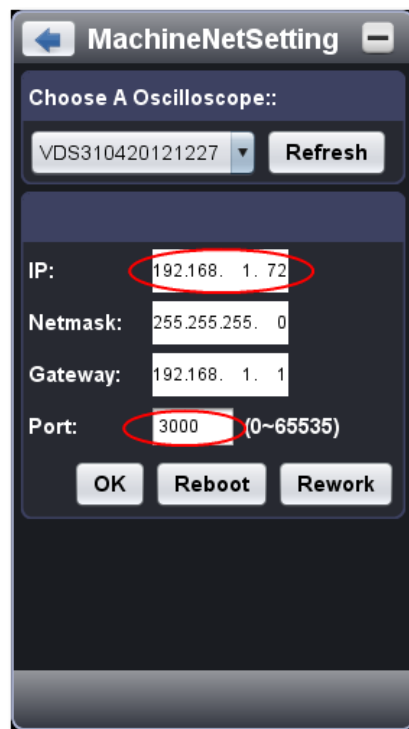 MachineNetSetting
Choose A Oscilloscope::
VDS310420121227 Refresh
IP: 192.168. 1. 72
Netmask: 255.255.255. 0
Gateway: 192.168. 1. 1
Port: 3000 (0~65535)
OK Reboot Rework